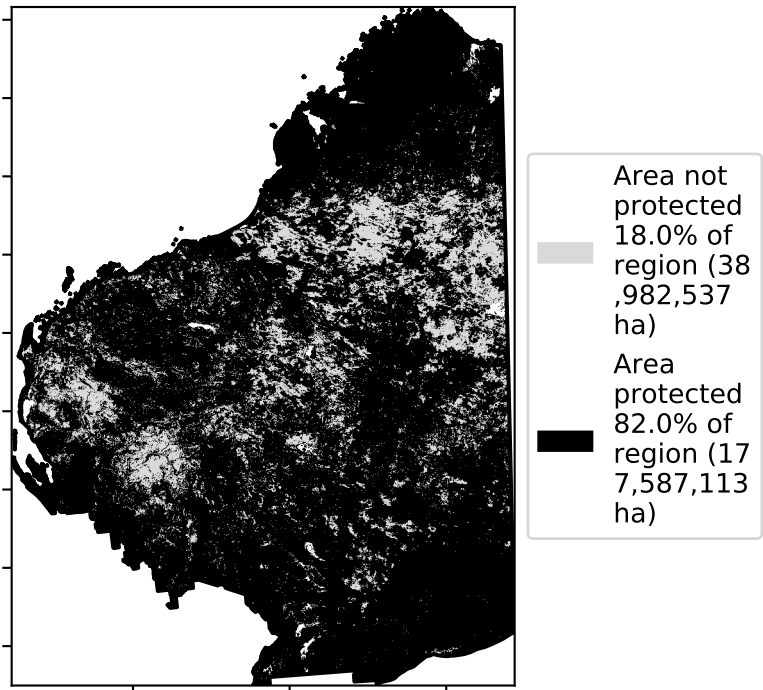 Area not
protected
18.0% of
region (38
,982,537
ha)
Area
protected
82.0% of
region (17
7,587,113
ha)